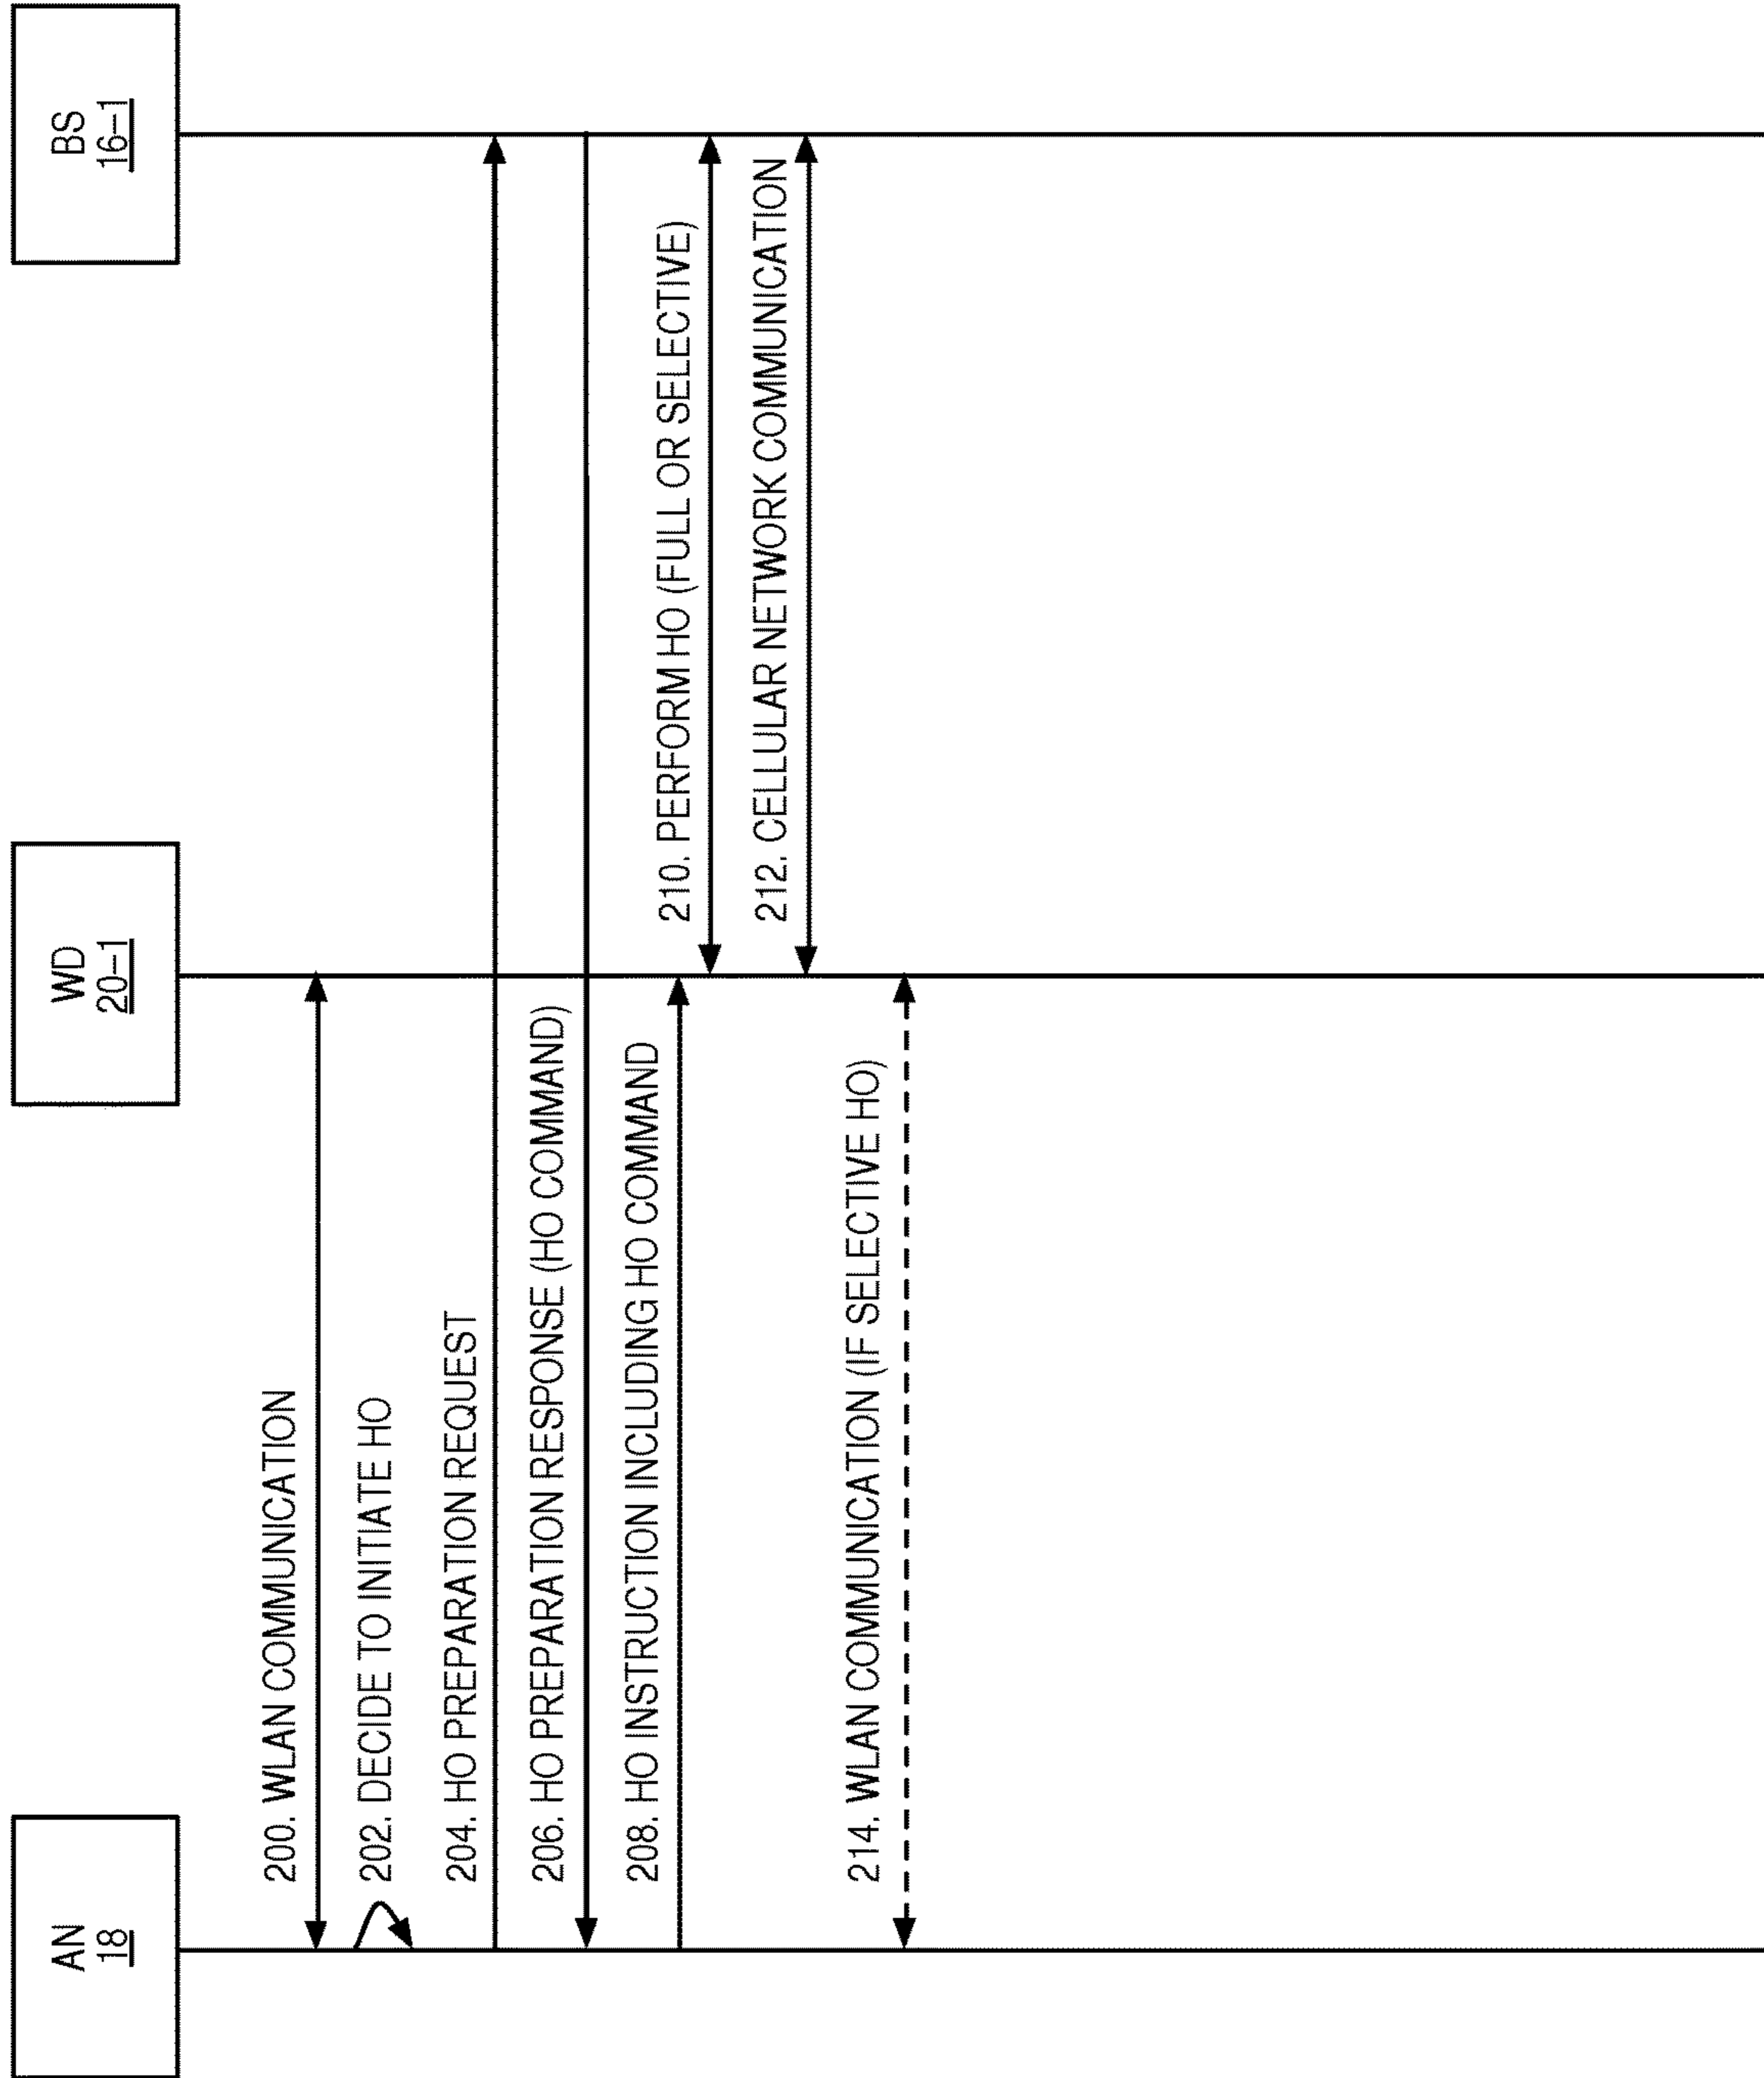 AN
18
WD
20-1
BS
16-1
200. WLAN COMMUNICATION
202. DECIDE TO INITIATE HO
204. HO PREPARATION REQUEST
206. HO PREPARATION RESPONSE (HO COMMAND)
208. HO INSTRUCTION INCLUDING HO COMMAND
210. PERFORM HO (FULL OR SELECTIVE)
212. CELLULAR NETWORK COMMUNICATION
214. WLAN COMMUNICATION (IF SELECTIVE HO)